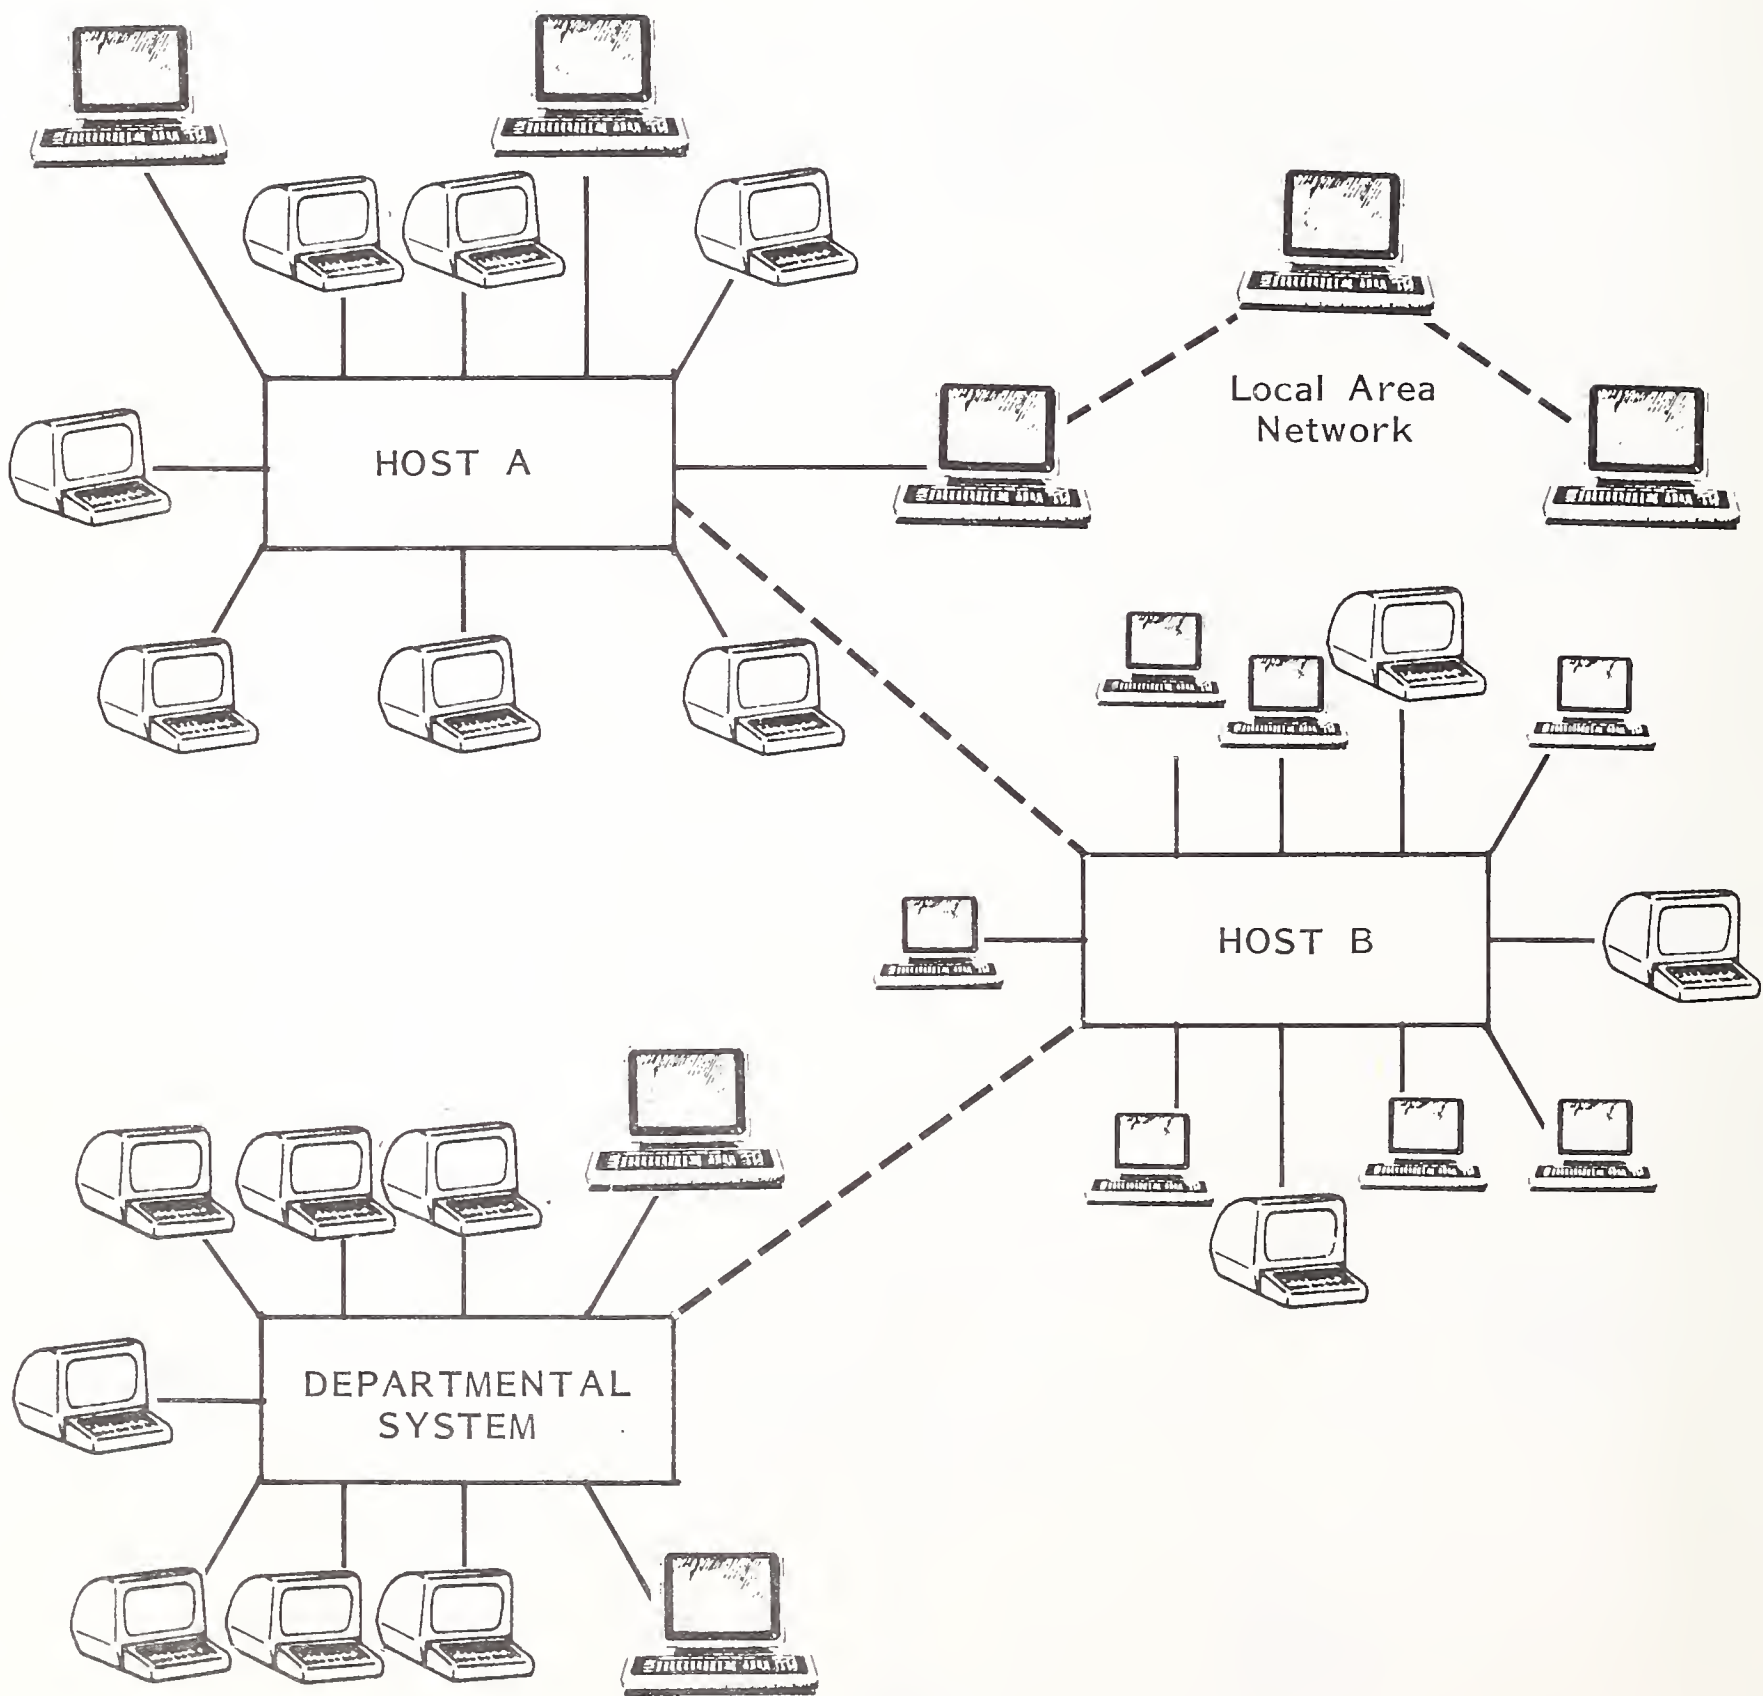 Local Area
Network
HOST A
HOST B
DEPARTMENTAL
SYSTEM